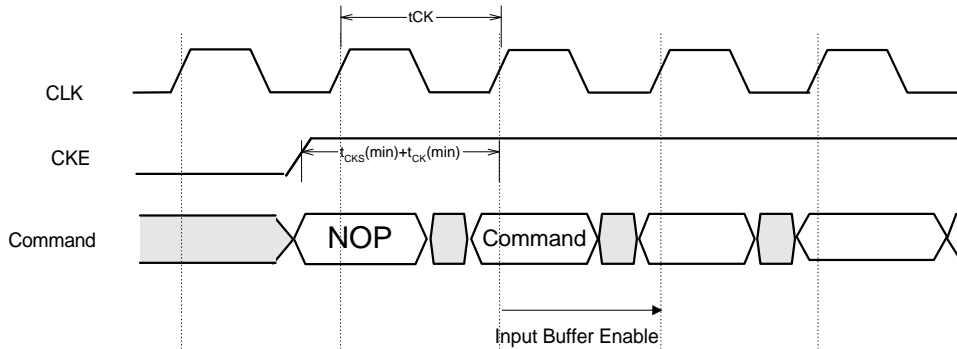 tCK
CLK
CKE
tCKS(min)+tCK(min)
Command
NOP
Command
Input Buffer Enable